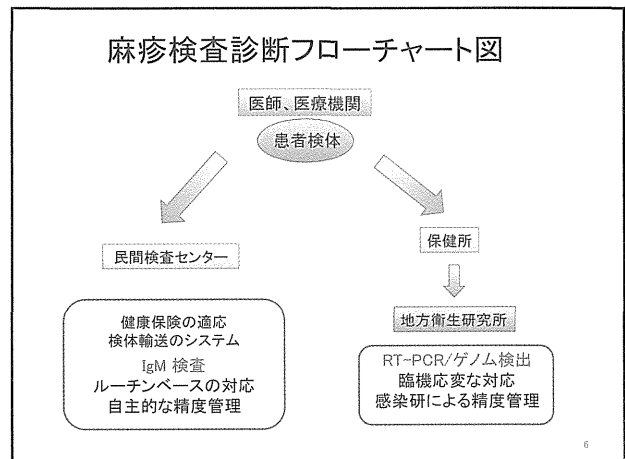 麻疹検査診断フローチャート図
医師、医療機関
患者検体
民間検査センター
健康保険の適応
検体輸送のシステム
IgM 検査
ルーチンベースの対応
自主的な精度管理
保健所
地方衛生研究所
RT-PCR/ゲノム検出
臨機応変な対応
感染研による精度管理
6